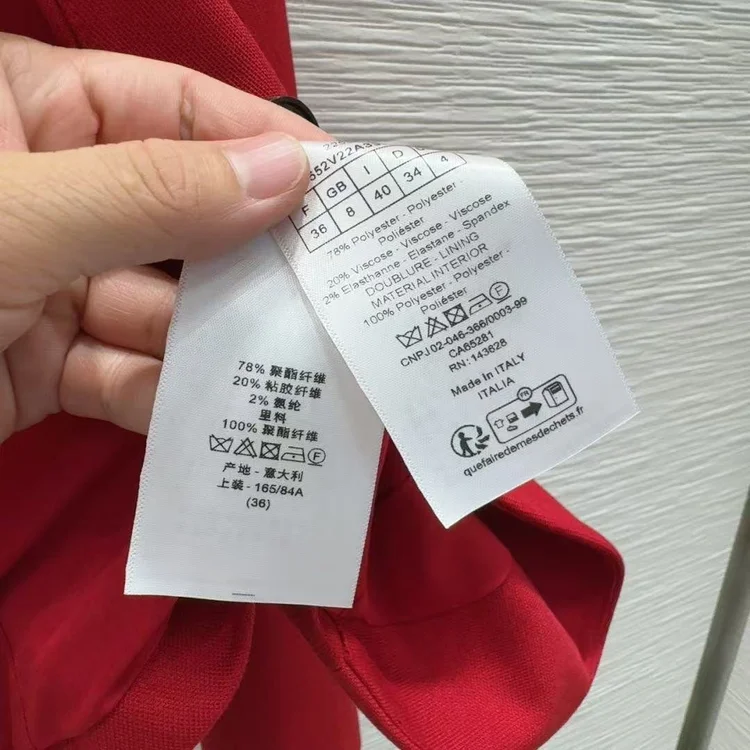 652V22A3
F GB I D
36 8 40 34 4
78% Polyester - Polyester -
Poliéster
20% Viscose - Viscose - Viscose
2% Elasthanne - Elastane - Spandex
DOUBLURE - LINING
MATERIAL INTERIOR
100% Polyester - Polyester -
Poliéster
CNPJ.02-046-366/0003-99
CA65281
RN: 143628
Made in ITALY
ITALIA
FR
quefairedemesdechets.fr
78% 聚酯纤维
20% 粘胶纤维
2% 氨纶
里料
100% 聚酯纤维
产地 - 意大利
上装 - 165/84A
(36)